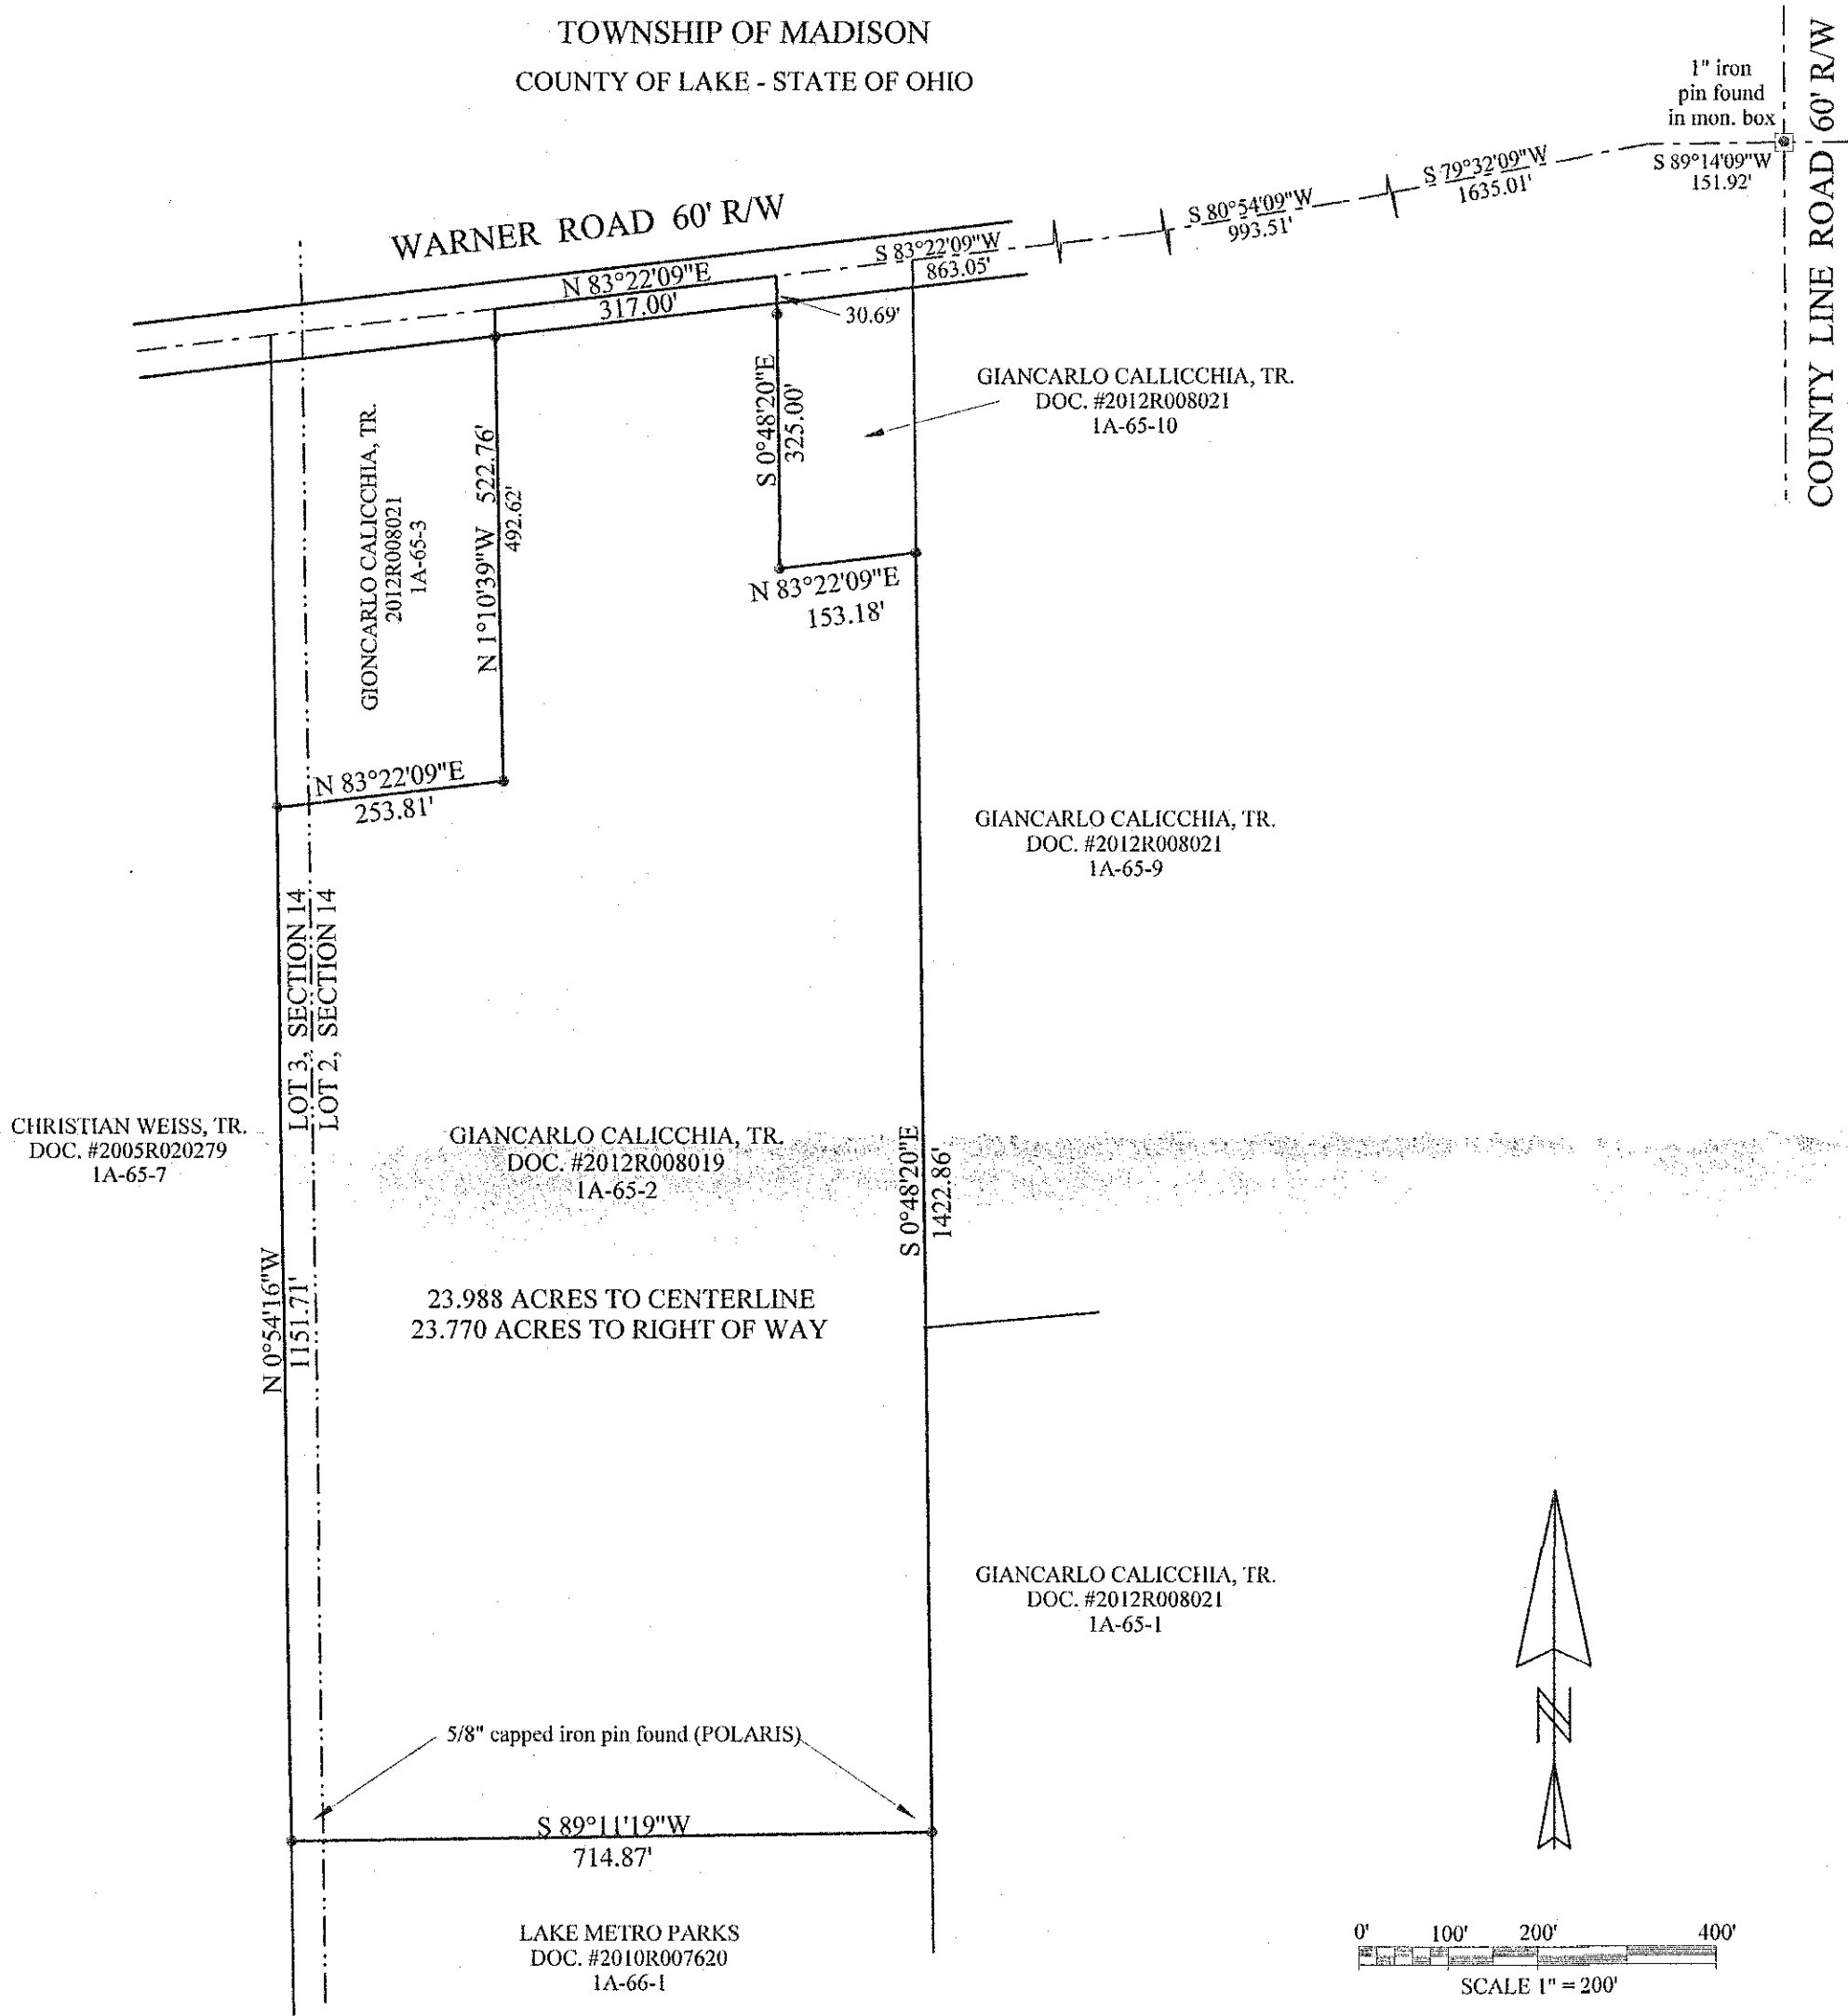 TOWNSHIP OF MADISON
COUNTY OF LAKE - STATE OF OHIO
1" iron
pin found
in mon. box
COUNTY LINE ROAD 60' R/W
S 89°14'09"W
151.92'
S 79°32'09"W
1635.01'
S 80°54'09"W
993.51'
S 83°22'09"W
863.05'
WARNER ROAD 60' R/W
N 83°22'09"E
317.00'
30.69'
S 0°48'20"E
325.00'
GIANCARLO CALLICCHIA, TR.
DOC. #2012R008021
1A-65-10
GIONCARLO CALICCHIA, TR.
2012R008021
1A-65-3
N 1°10'39"W 522.76'
492.62'
N 83°22'09"E
153.18'
N 83°22'09"E
253.81'
GIANCARLO CALICCHIA, TR.
DOC. #2012R008021
1A-65-9
LOT 3, SECTION 14
LOT 2, SECTION 14
CHRISTIAN WEISS, TR.
DOC. #2005R020279
1A-65-7
GIANCARLO CALICCHIA, TR.
DOC. #2012R008019
1A-65-2
S 0°48'20"E
1422.86'
N 0°54'16"W
1151.71'
23.988 ACRES TO CENTERLINE
23.770 ACRES TO RIGHT OF WAY
GIANCARLO CALICCHIA, TR.
DOC. #2012R008021
1A-65-1
5/8" capped iron pin found (POLARIS)
S 89°11'19"W
714.87'
N
LAKE METRO PARKS
DOC. #2010R007620
1A-66-1
0' 100' 200' 400'
SCALE 1" = 200'